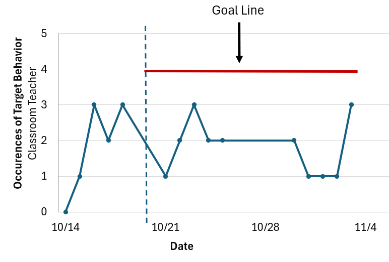 Goal Line
Occurences of Target Behavior
Classroom Teacher
5
4
3
2
1
0
10/14
10/21
10/28
11/4
Date